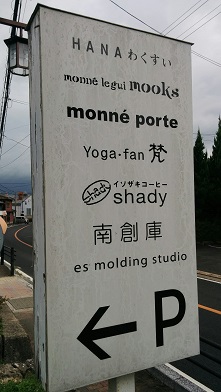 HANAわくすい
monné legui mooks
monné porte
Yoga・fan 梵
shady イソザキコーヒー
shady
南創庫
es molding studio
← P